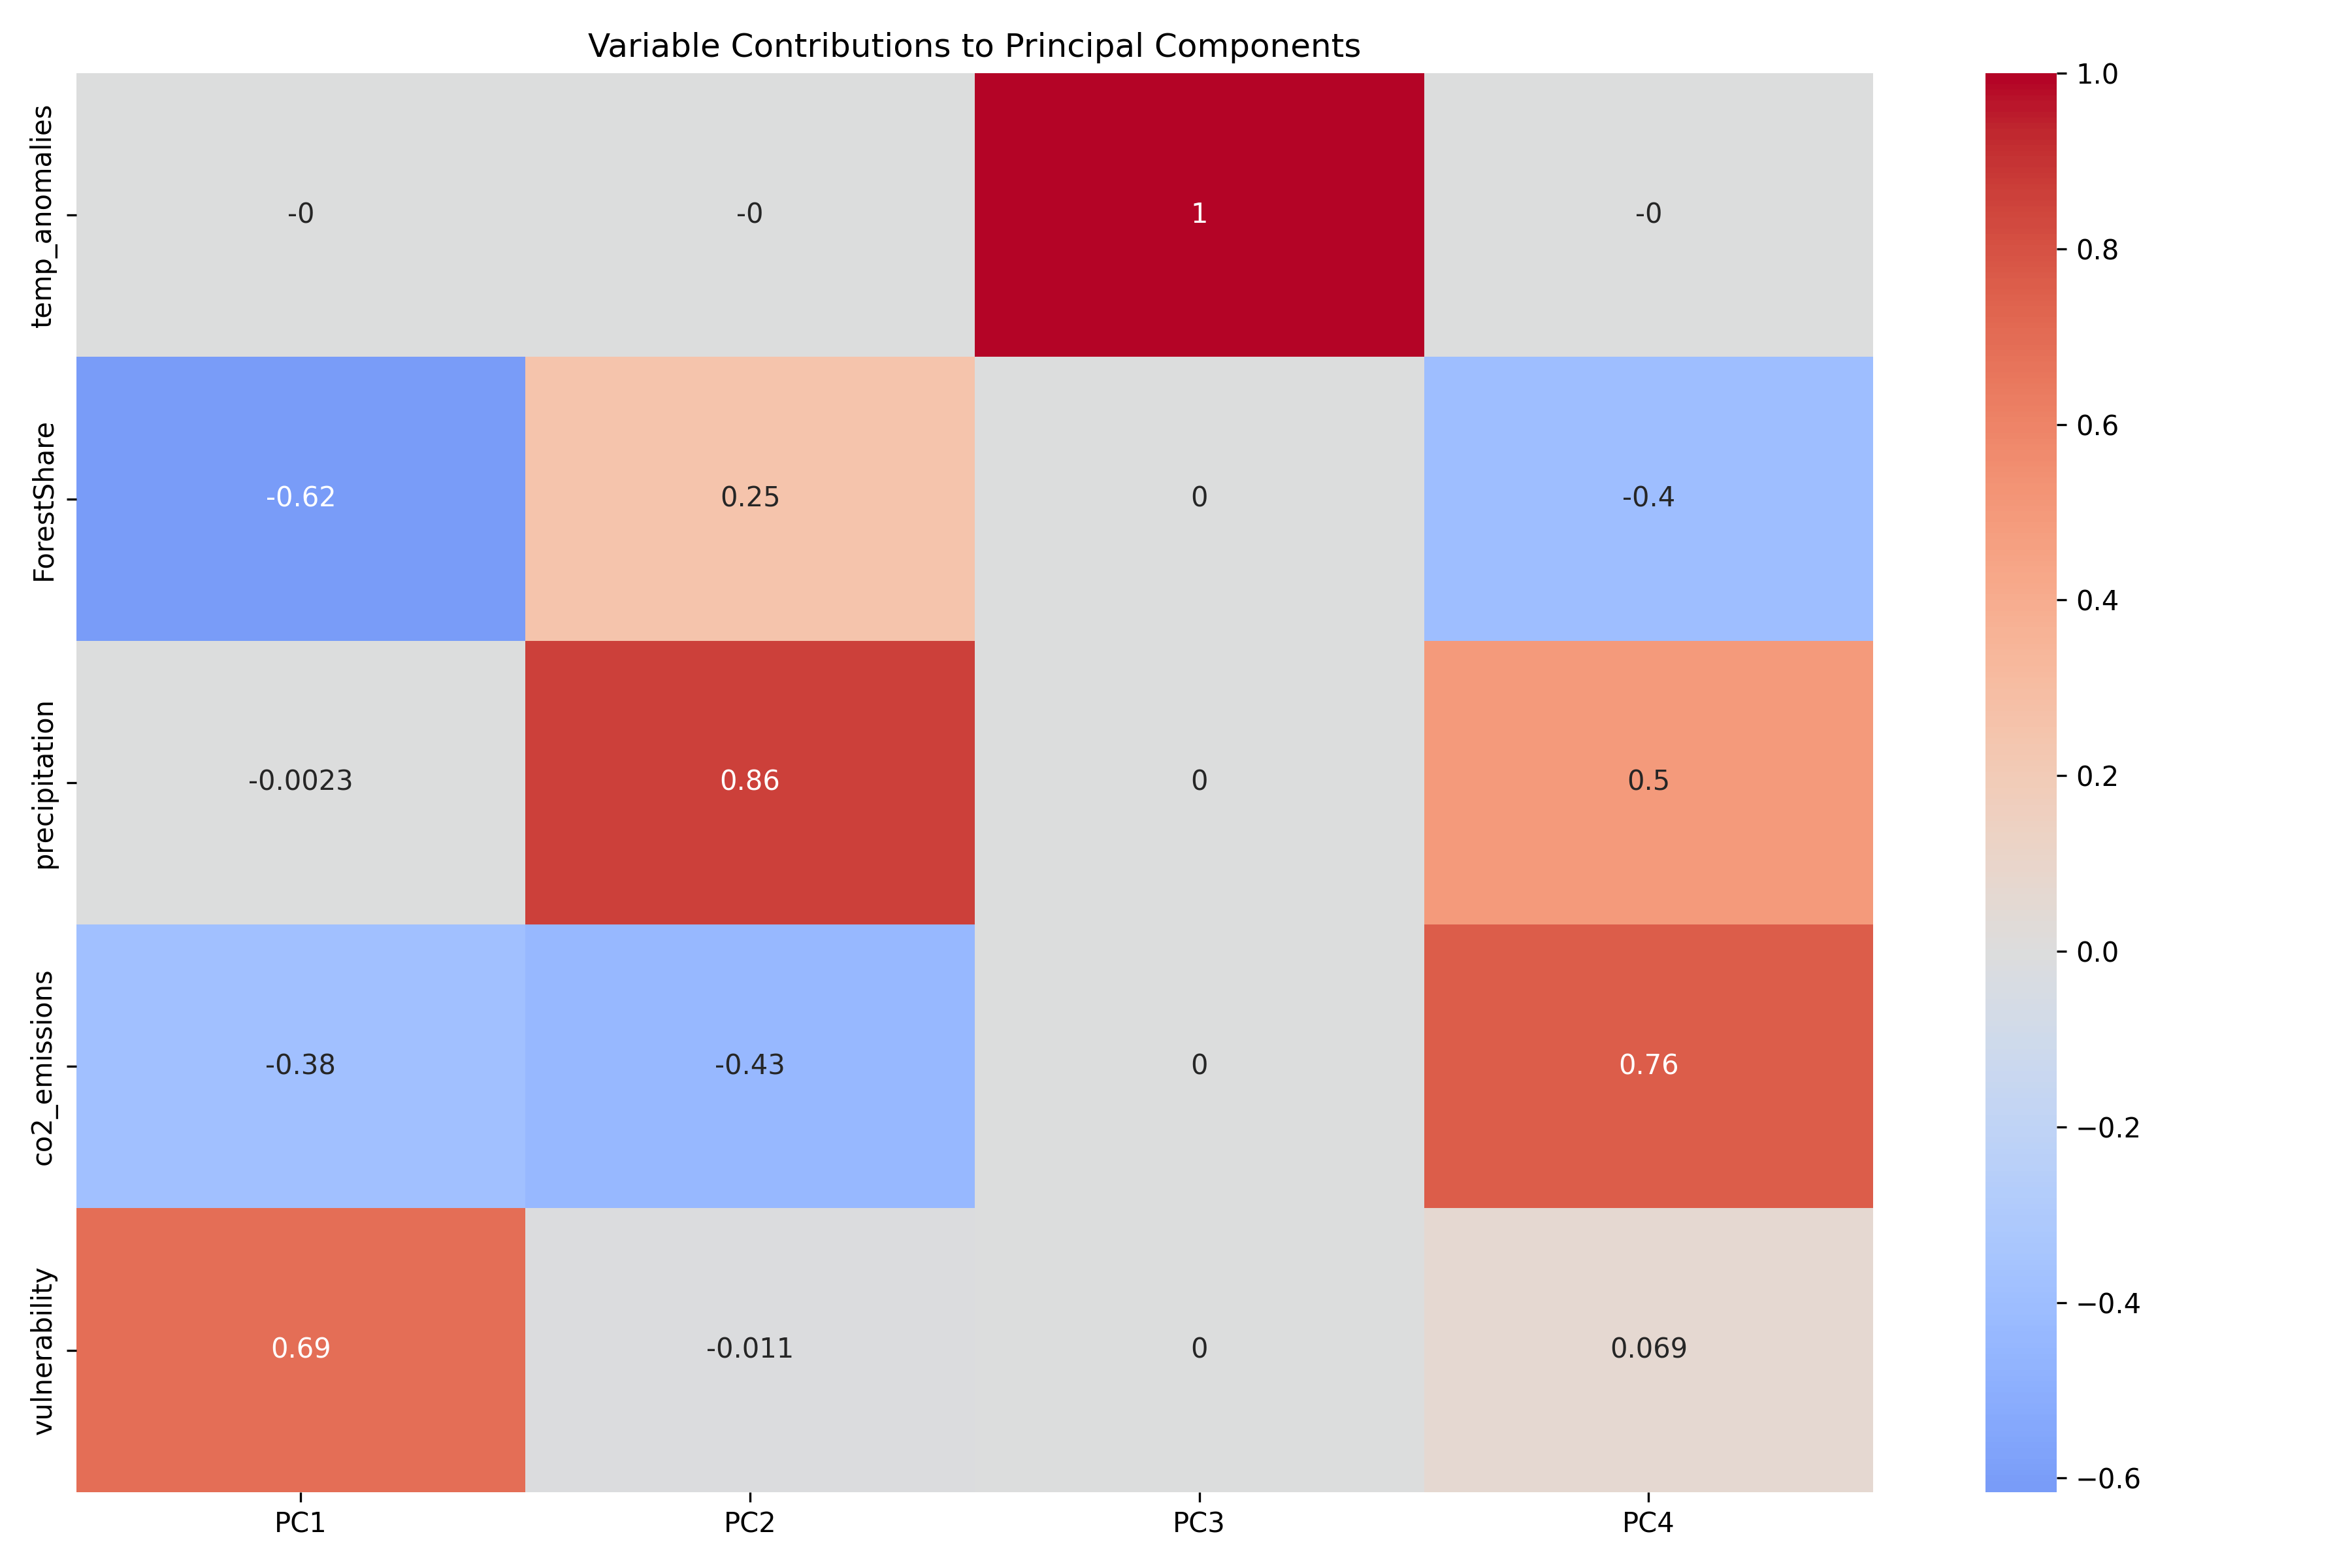 Variable Contributions to Principal Components
temp_anomalies
-0 -0 1 -0
ForestShare
-0.62 0.25 0 -0.4
precipitation
-0.0023 0.86 0 0.5
co2_emissions
-0.38 -0.43 0 0.76
vulnerability
0.69 -0.011 0 0.069
PC1 PC2 PC3 PC4
1.0
0.8
0.6
0.4
0.2
0.0
−0.2
−0.4
−0.6